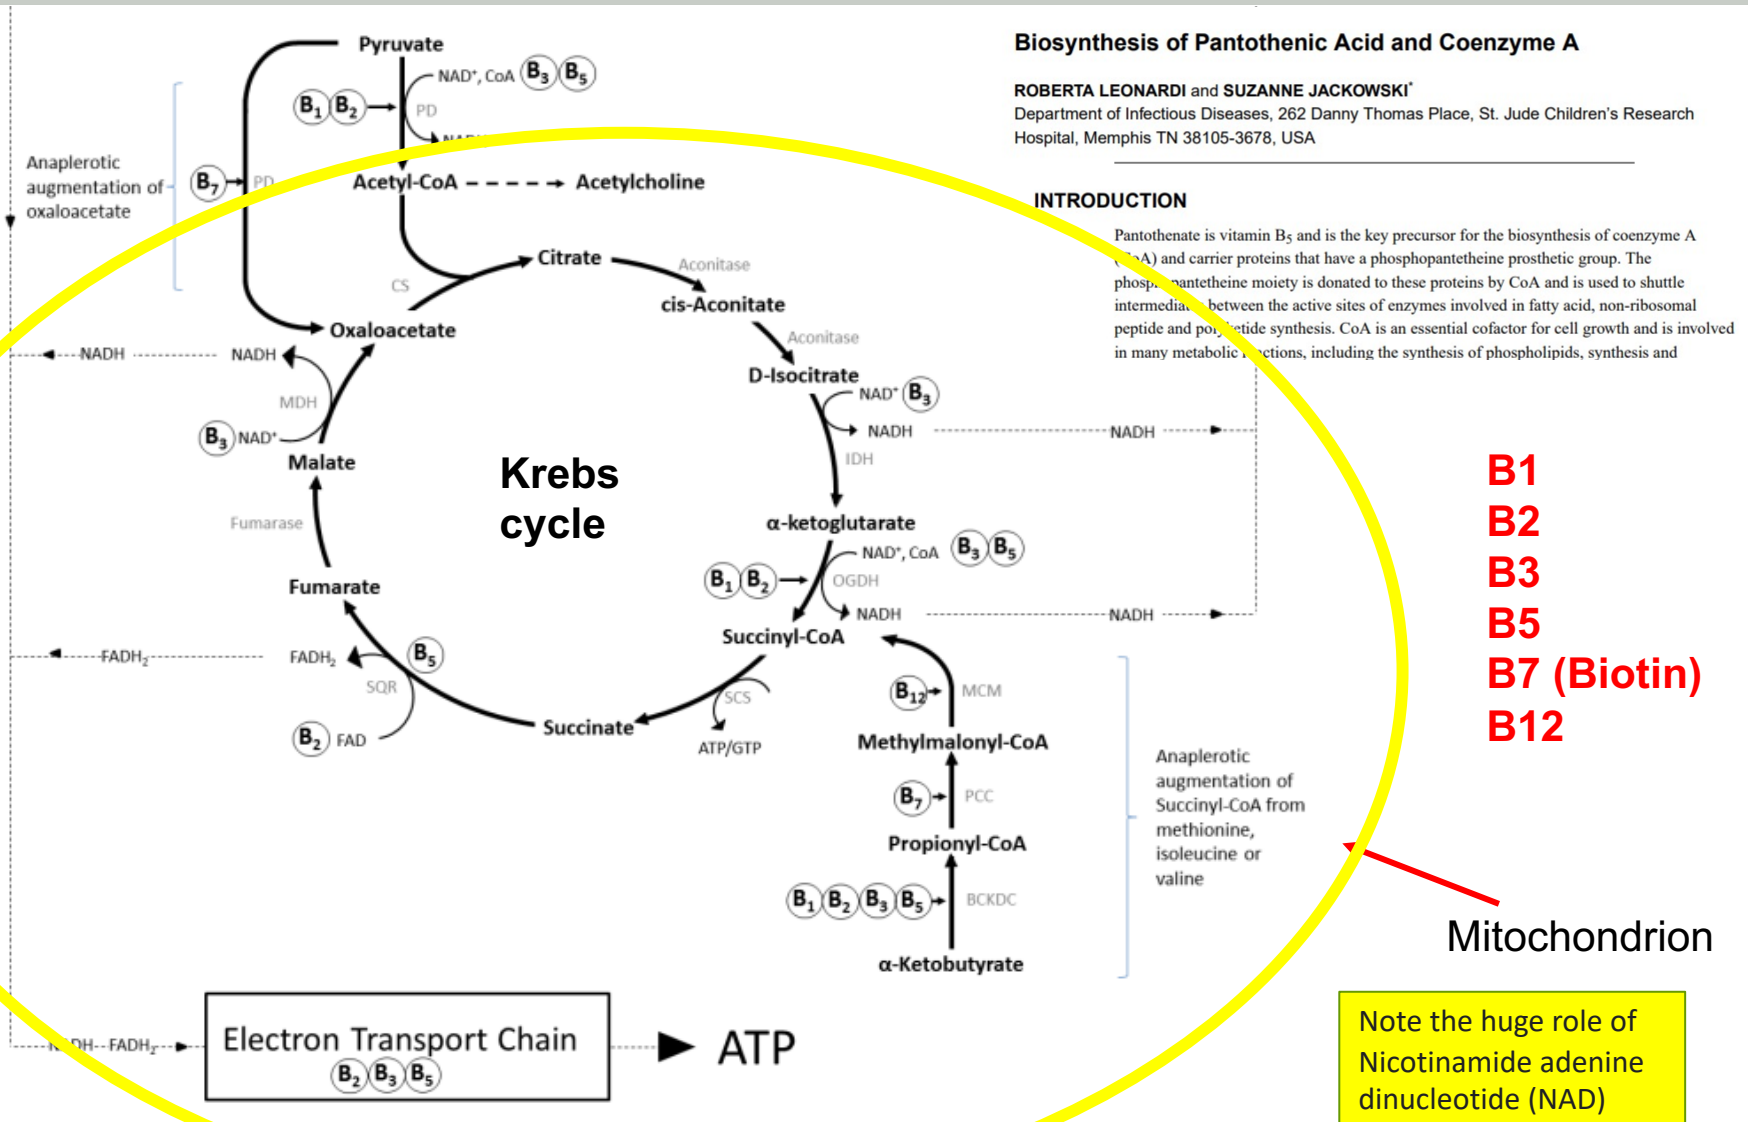 Pyruvate
NAD⁺, CoA B₃ B₅
B₁ B₂
PD
Anaplerotic
augmentation of
oxaloacetate
B₇
PD
Acetyl-CoA
Acetylcholine
Citrate
CS
Aconitase
cis-Aconitate
Aconitase
D-Isocitrate
NAD⁺ B₃
NADH
NADH
IDH
α-ketoglutarate
NAD⁺, CoA B₃ B₅
B₁ B₂
OGDH
NADH
NADH
Succinyl-CoA
SCS
ATP/GTP
Succinate
B₅
FADH₂
FADH₂
SQR
B₂ FAD
Fumarate
Fumarase
Malate
B₃ NAD⁺
MDH
NADH
NADH
Oxaloacetate
Krebs
cycle
B₁₂
MCM
Methylmalonyl-CoA
B₇
PCC
Propionyl-CoA
B₁ B₂ B₃ B₅
BCKDC
α-Ketobutyrate
Anaplerotic
augmentation of
Succinyl-CoA from
methionine,
isoleucine or
valine
FADH₂
Electron Transport Chain
B₂ B₃ B₅
ATP
Biosynthesis of Pantothenic Acid and Coenzyme A
ROBERTA LEONARDI and SUZANNE JACKOWSKI*
Department of Infectious Diseases, 262 Danny Thomas Place, St. Jude Children's Research
Hospital, Memphis TN 38105-3678, USA
INTRODUCTION
Pantothenate is vitamin B₅ and is the key precursor for the biosynthesis of coenzyme A
(CoA) and carrier proteins that have a phosphopantetheine prosthetic group. The
phosphopantetheine moiety is donated to these proteins by CoA and is used to shuttle
intermediates between the active sites of enzymes involved in fatty acid, non-ribosomal
peptide and polyketide synthesis. CoA is an essential cofactor for cell growth and is involved
in many metabolic reactions, including the synthesis of phospholipids, synthesis and
B1
B2
B3
B5
B7 (Biotin)
B12
Mitochondrion
Note the huge role of
Nicotinamide adenine
dinucleotide (NAD)